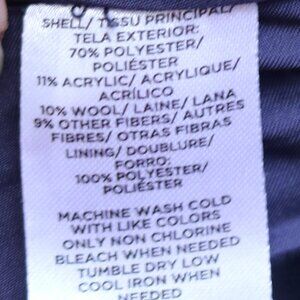 SHELL/ TISSU PRINCIPAL/
TELA EXTERIOR:
70% POLYESTER/
POLIÉSTER
11% ACRYLIC/ ACRYLIQUE/
ACRÍLICO
10% WOOL/ LAINE/ LANA
9% OTHER FIBERS/ AUTRES
FIBRES/ OTRAS FIBRAS
LINING/ DOUBLURE/
FORRO:
100% POLYESTER/
POLIÉSTER
MACHINE WASH COLD
WITH LIKE COLORS
ONLY NON CHLORINE
BLEACH WHEN NEEDED
TUMBLE DRY LOW
COOL IRON WHEN
NEEDED